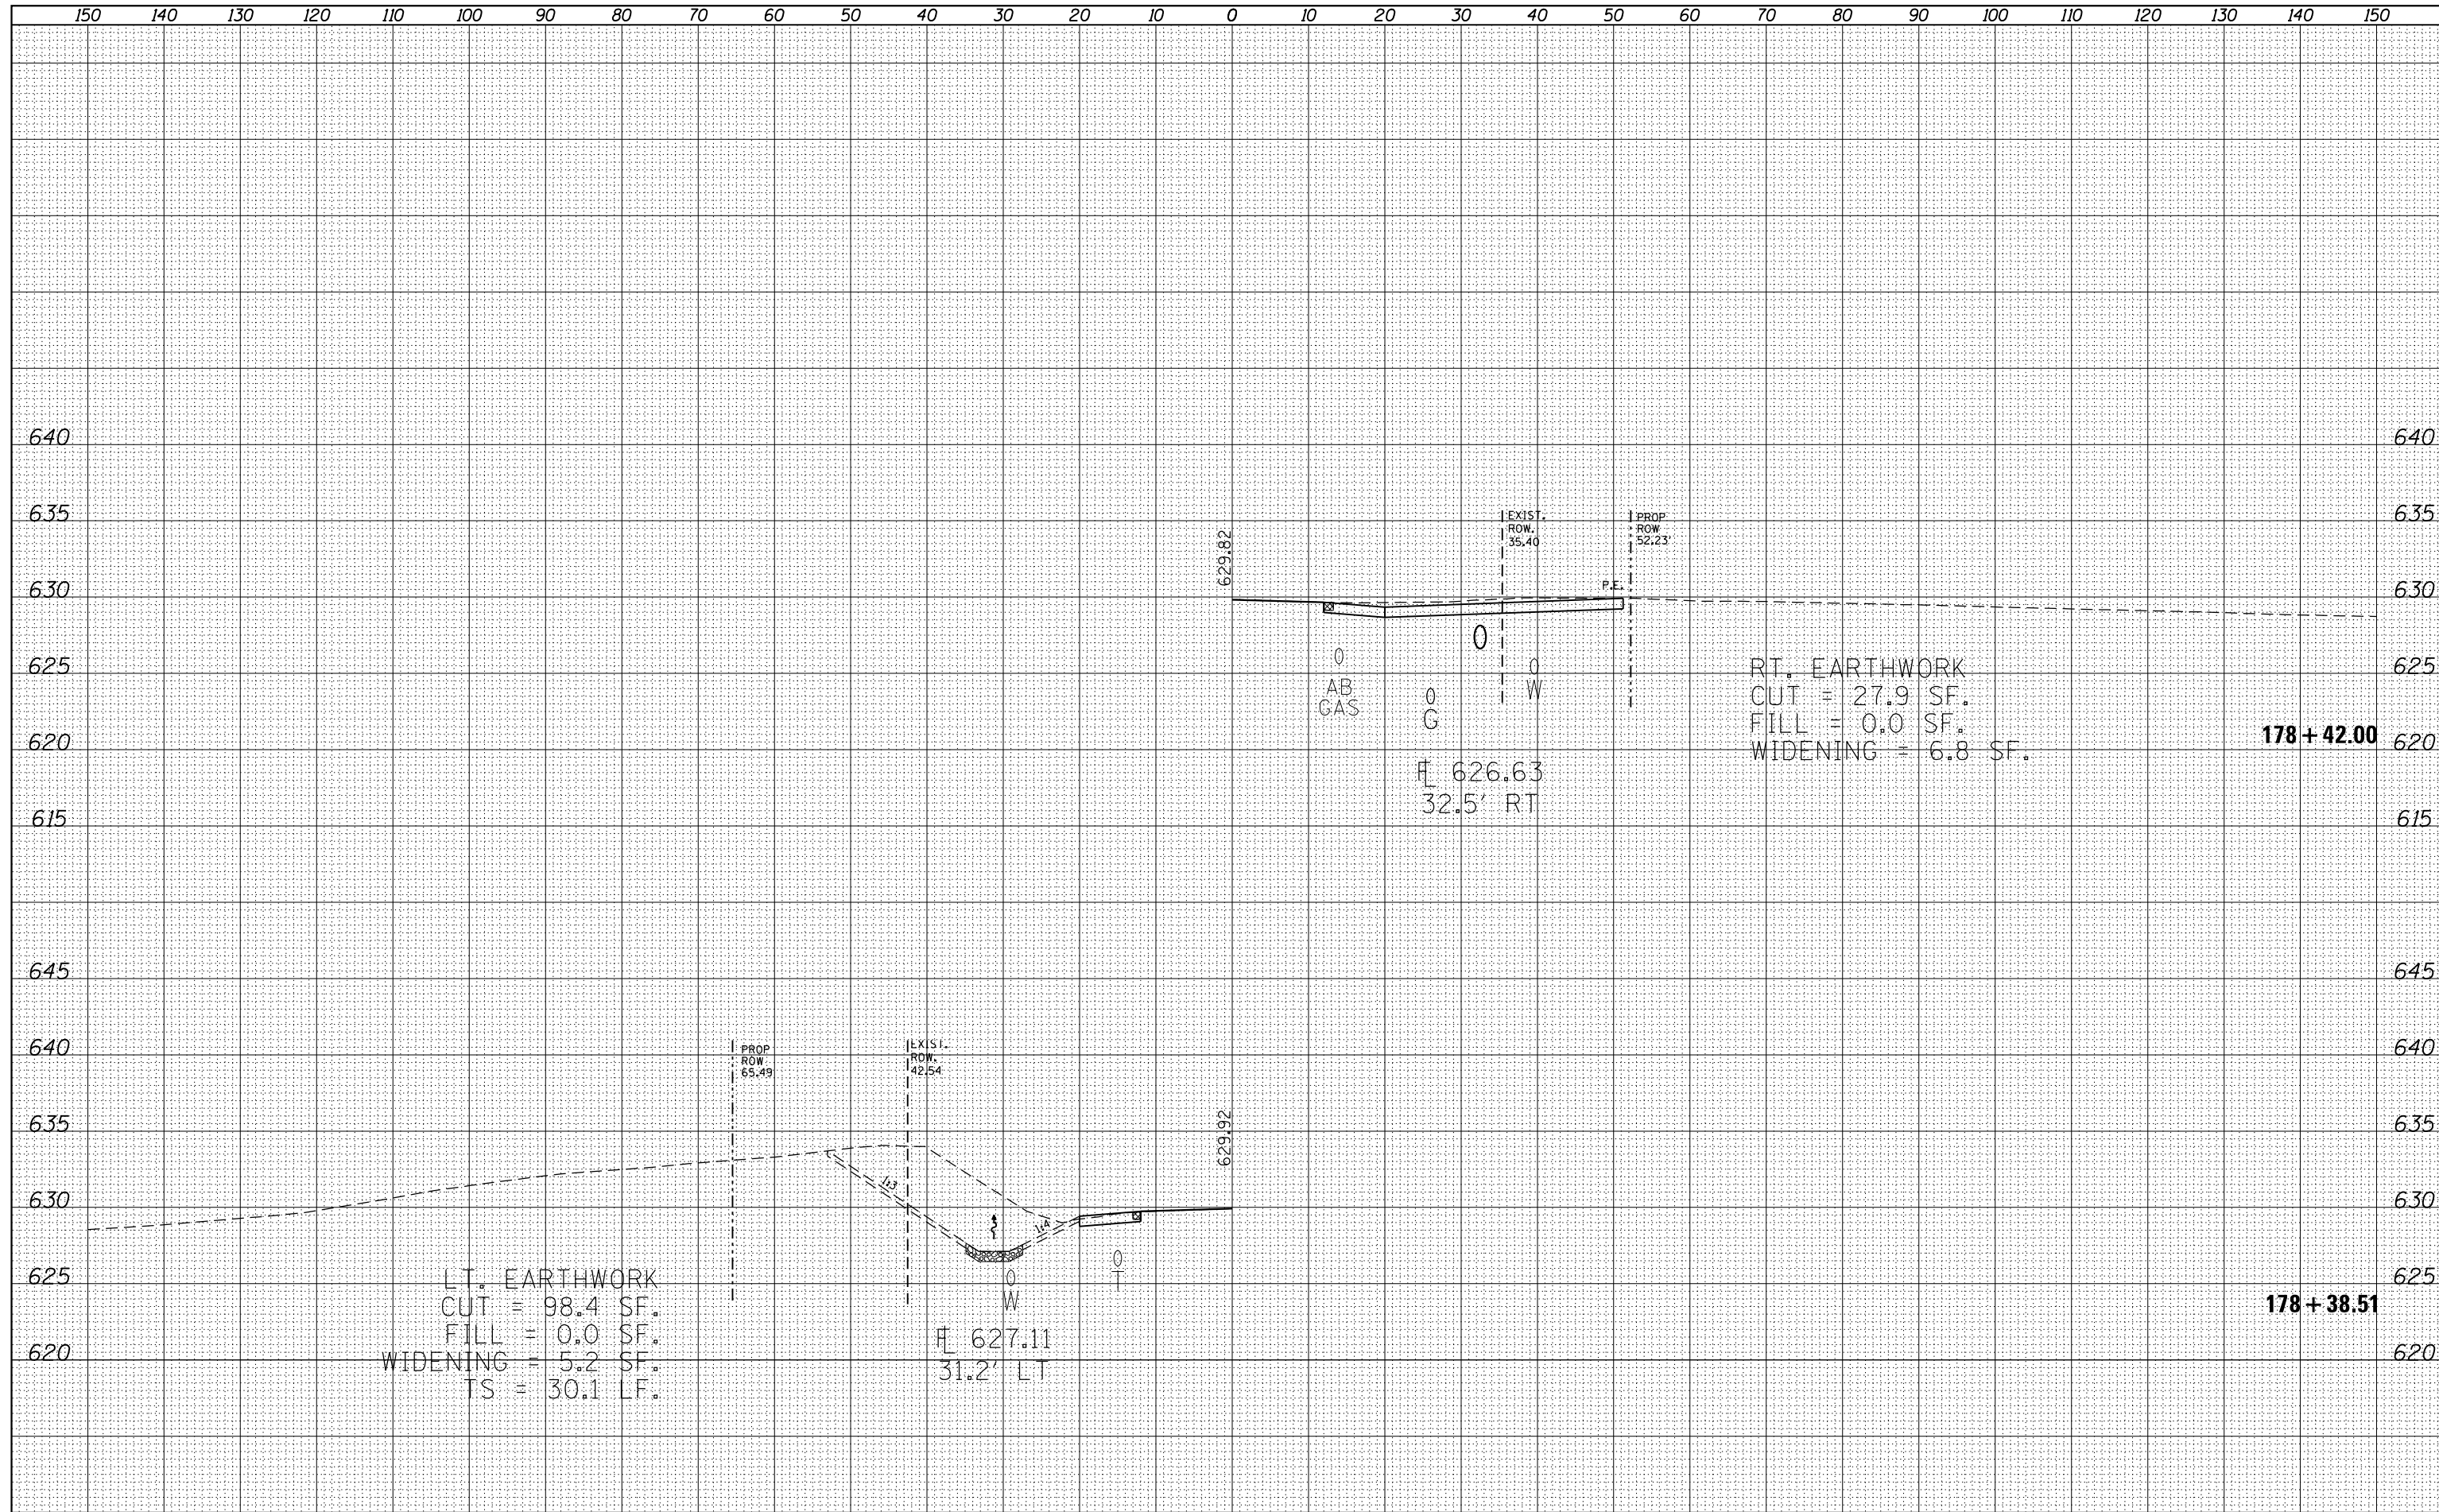 150 140 130 120 110 100 90 80 70 60 50 40 30 20 10 0 10 20 30 40 50 60 70 80 90 100 110 120 130 140 150
640 640
635 635
EXIST.
ROW.
35.40
PROP
ROW
52.23'
629.82
630 630
P.E.
625 625
0
AB
GAS
0
G
0
W
0
RT. EARTHWORK
CUT = 27.9 SF.
FILL = 0.0 SF.
WIDENING = 6.8 SF.
178+42.00
620 620
FL 626.63
32.5' RT
615 615
645 645
640 640
PROP
ROW
65.49
EXIST.
ROW.
42.54
635 635
629.92
1:3
630 630
1:4
625 625
0
W
0
T
LT. EARTHWORK
CUT = 98.4 SF.
FILL = 0.0 SF.
WIDENING = 5.2 SF.
TS = 30.1 LF.
178+38.51
FL 627.11
31.2' LT
620 620